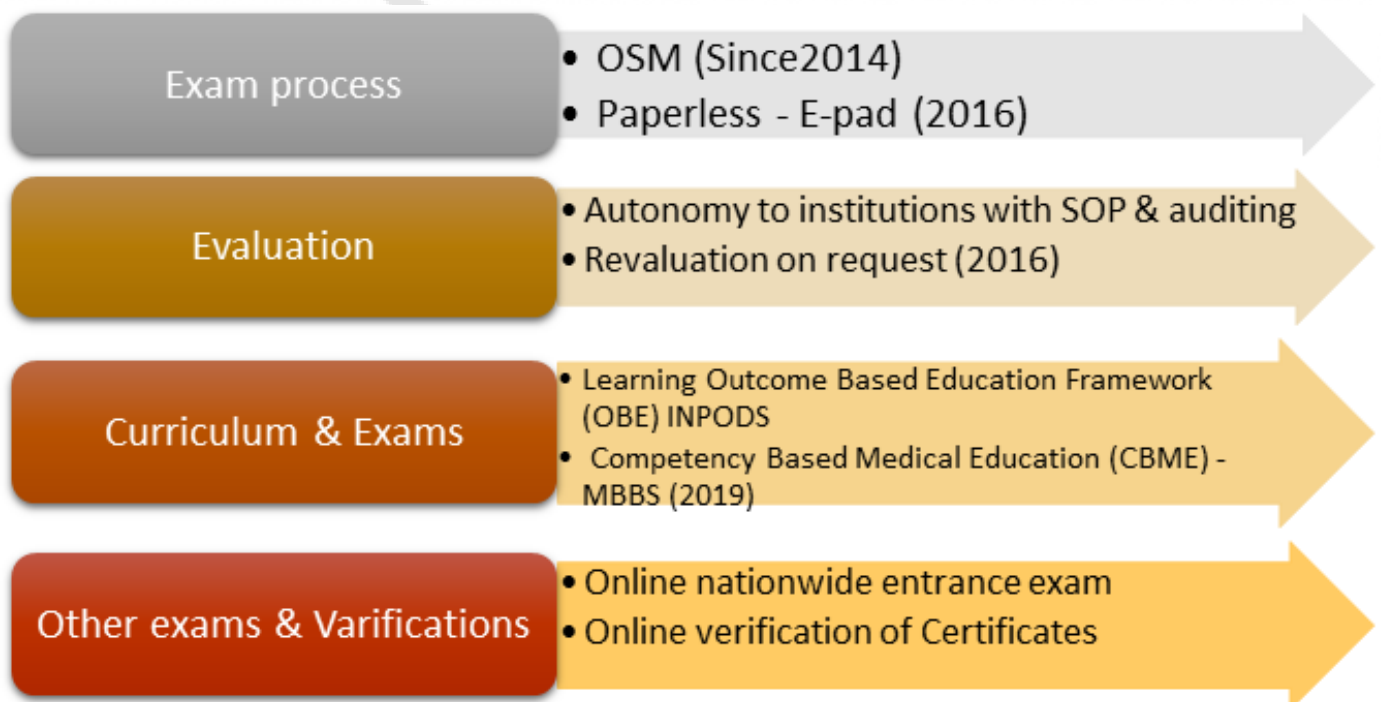 Exam process
• OSM (Since2014)
• Paperless - E-pad (2016)
Evaluation
• Autonomy to institutions with SOP & auditing
• Revaluation on request (2016)
Curriculum & Exams
• Learning Outcome Based Education Framework
(OBE) INPODS
• Competency Based Medical Education (CBME) -
MBBS (2019)
Other exams & Varifications
• Online nationwide entrance exam
• Online verification of Certificates